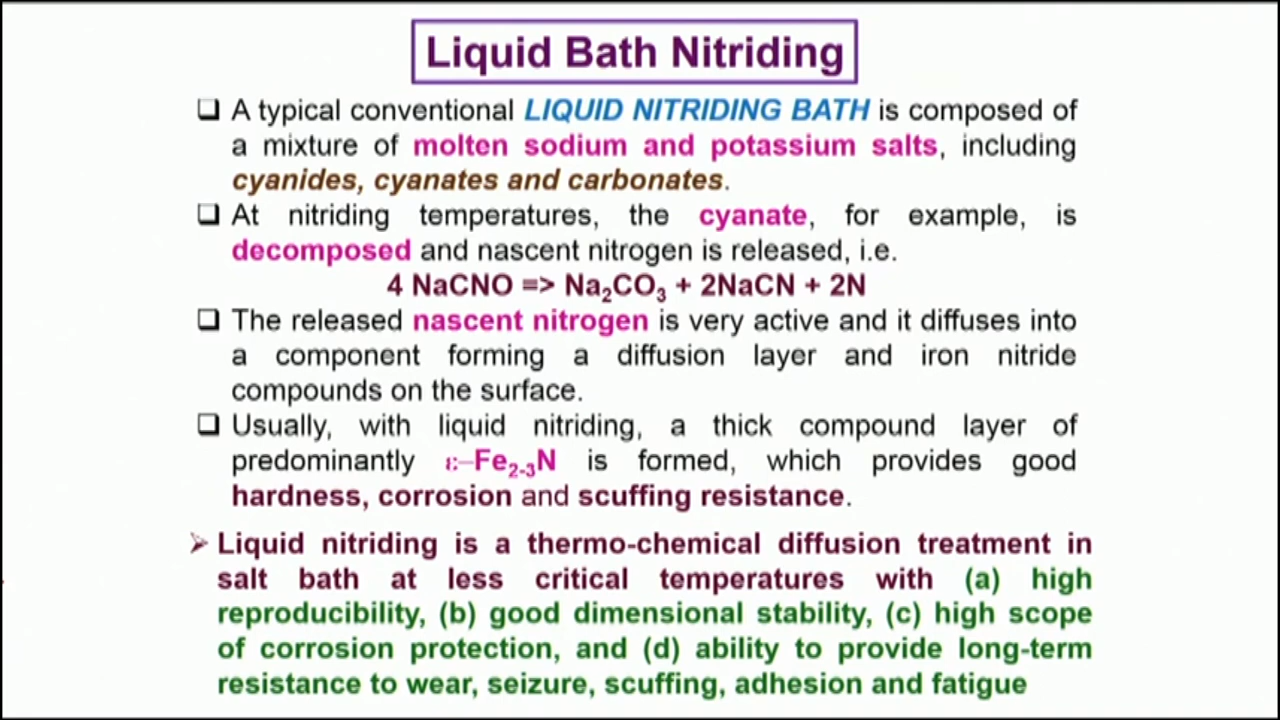 Liquid Bath Nitriding
❑ A typical conventional LIQUID NITRIDING BATH is composed of
a mixture of molten sodium and potassium salts, including
cyanides, cyanates and carbonates.
❑ At nitriding temperatures, the cyanate, for example, is
decomposed and nascent nitrogen is released, i.e.
4 NaCNO => Na₂CO₃ + 2NaCN + 2N
❑ The released nascent nitrogen is very active and it diffuses into
a component forming a diffusion layer and iron nitride
compounds on the surface.
❑ Usually, with liquid nitriding, a thick compound layer of
predominantly ε–Fe₂₋₃N is formed, which provides good
hardness, corrosion and scuffing resistance.
➢ Liquid nitriding is a thermo-chemical diffusion treatment in
salt bath at less critical temperatures with (a) high
reproducibility, (b) good dimensional stability, (c) high scope
of corrosion protection, and (d) ability to provide long-term
resistance to wear, seizure, scuffing, adhesion and fatigue